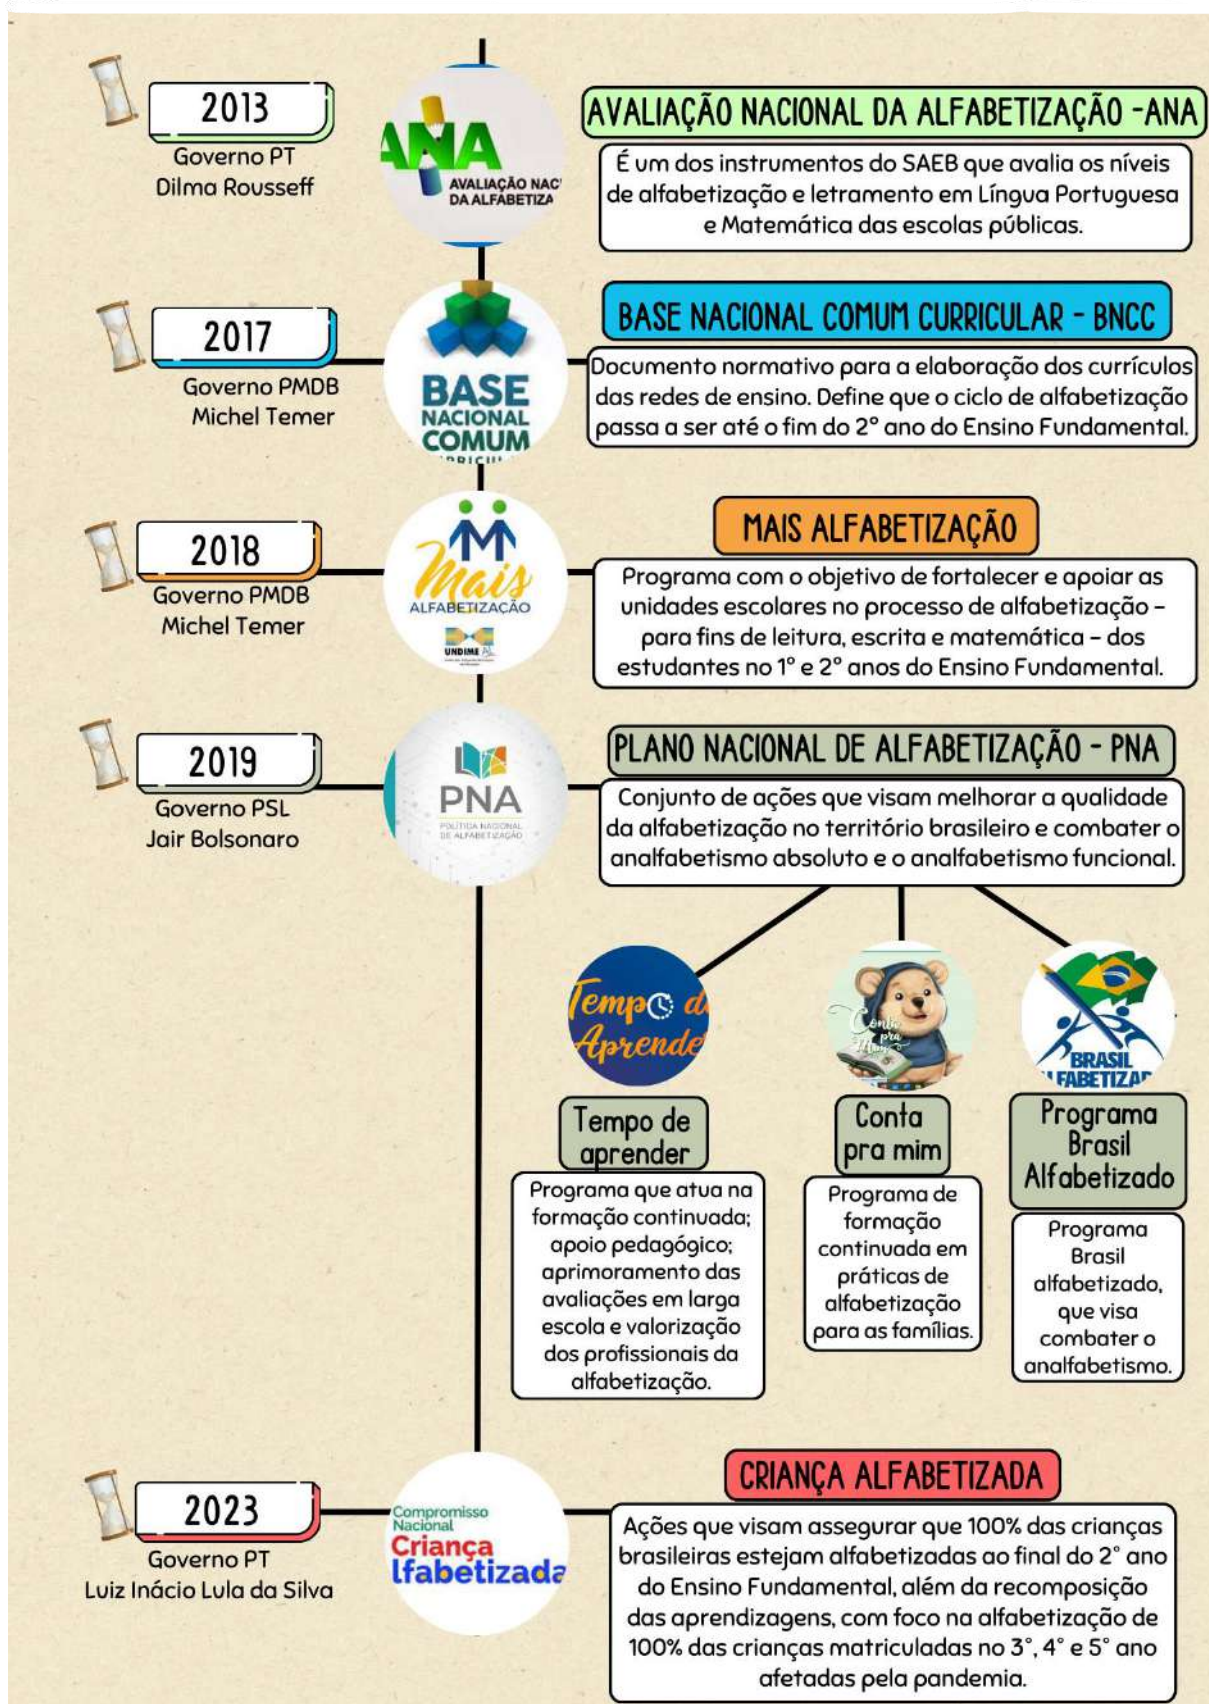 2013
Governo PT
Dilma Rousseff
ANA
AVALIAÇÃO NAC
DA ALFABETIZA
AVALIAÇÃO NACIONAL DA ALFABETIZAÇÃO -ANA
É um dos instrumentos do SAEB que avalia os níveis
de alfabetização e letramento em Língua Portuguesa
e Matemática das escolas públicas.
2017
Governo PMDB
Michel Temer
BASE
NACIONAL
COMUM
BASE NACIONAL COMUM CURRICULAR - BNCC
Documento normativo para a elaboração dos currículos
das redes de ensino. Define que o ciclo de alfabetização
passa a ser até o fim do 2º ano do Ensino Fundamental.
2018
Governo PMDB
Michel Temer
Mais
ALFABETIZAÇÃO
UNDIME
MAIS ALFABETIZAÇÃO
Programa com o objetivo de fortalecer e apoiar as
unidades escolares no processo de alfabetização –
para fins de leitura, escrita e matemática – dos
estudantes no 1º e 2º anos do Ensino Fundamental.
2019
Governo PSL
Jair Bolsonaro
PNA
POLÍTICA NACIONAL
DE ALFABETIZAÇÃO
PLANO NACIONAL DE ALFABETIZAÇÃO - PNA
Conjunto de ações que visam melhorar a qualidade
da alfabetização no território brasileiro e combater o
analfabetismo absoluto e o analfabetismo funcional.
Tempo d
Aprende
Tempo de
aprender
Programa que atua na
formação continuada;
apoio pedagógico;
aprimoramento das
avaliações em larga
escola e valorização
dos profissionais da
alfabetização.
Conta
pra
Mim
Conta
pra mim
Programa de
formação
continuada em
práticas de
alfabetização
para as famílias.
BRASIL
LFABETIZAD
Programa
Brasil
Alfabetizado
Programa
Brasil
alfabetizado,
que visa
combater o
analfabetismo.
2023
Governo PT
Luiz Inácio Lula da Silva
Compromisso
Nacional
Criança
lfabetizada
CRIANÇA ALFABETIZADA
Ações que visam assegurar que 100% das crianças
brasileiras estejam alfabetizadas ao final do 2° ano
do Ensino Fundamental, além da recomposição
das aprendizagens, com foco na alfabetização de
100% das crianças matriculadas no 3°, 4° e 5° ano
afetadas pela pandemia.